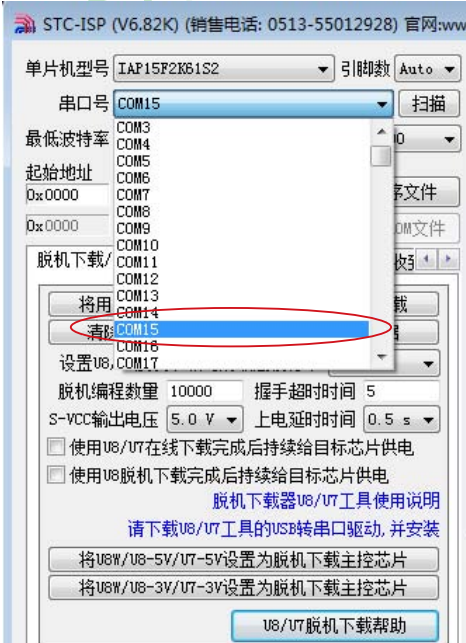 STC-ISP (V6.82K) (销售电话: 0513-55012928) 官网:ww
单片机型号 IAP15F2K61S2 引脚数 Auto
串口号 COM15 扫描
最低波特率
COM3
COM4
COM5
COM6
COM7
COM8
COM9
COM10
COM11
COM12
COM13
COM14
COM15
COM16
COM17
起始地址
0x0000 序文件
0x0000 OM文件
脱机下载/ 收
将用 载
清
设置U8/
脱机编程数量 10000 握手超时时间 5
S-VCC输出电压 5.0 V 上电延时时间 0.5 s
使用U8/U7在线下载完成后持续给目标芯片供电
使用U8脱机下载完成后持续给目标芯片供电
脱机下载器U8/U7工具使用说明
请下载U8/U7工具的USB转串口驱动,并安装
将U8W/U8-5V/U7-5V设置为脱机下载主控芯片
将U8W/U8-3V/U7-3V设置为脱机下载主控芯片
U8/U7脱机下载帮助